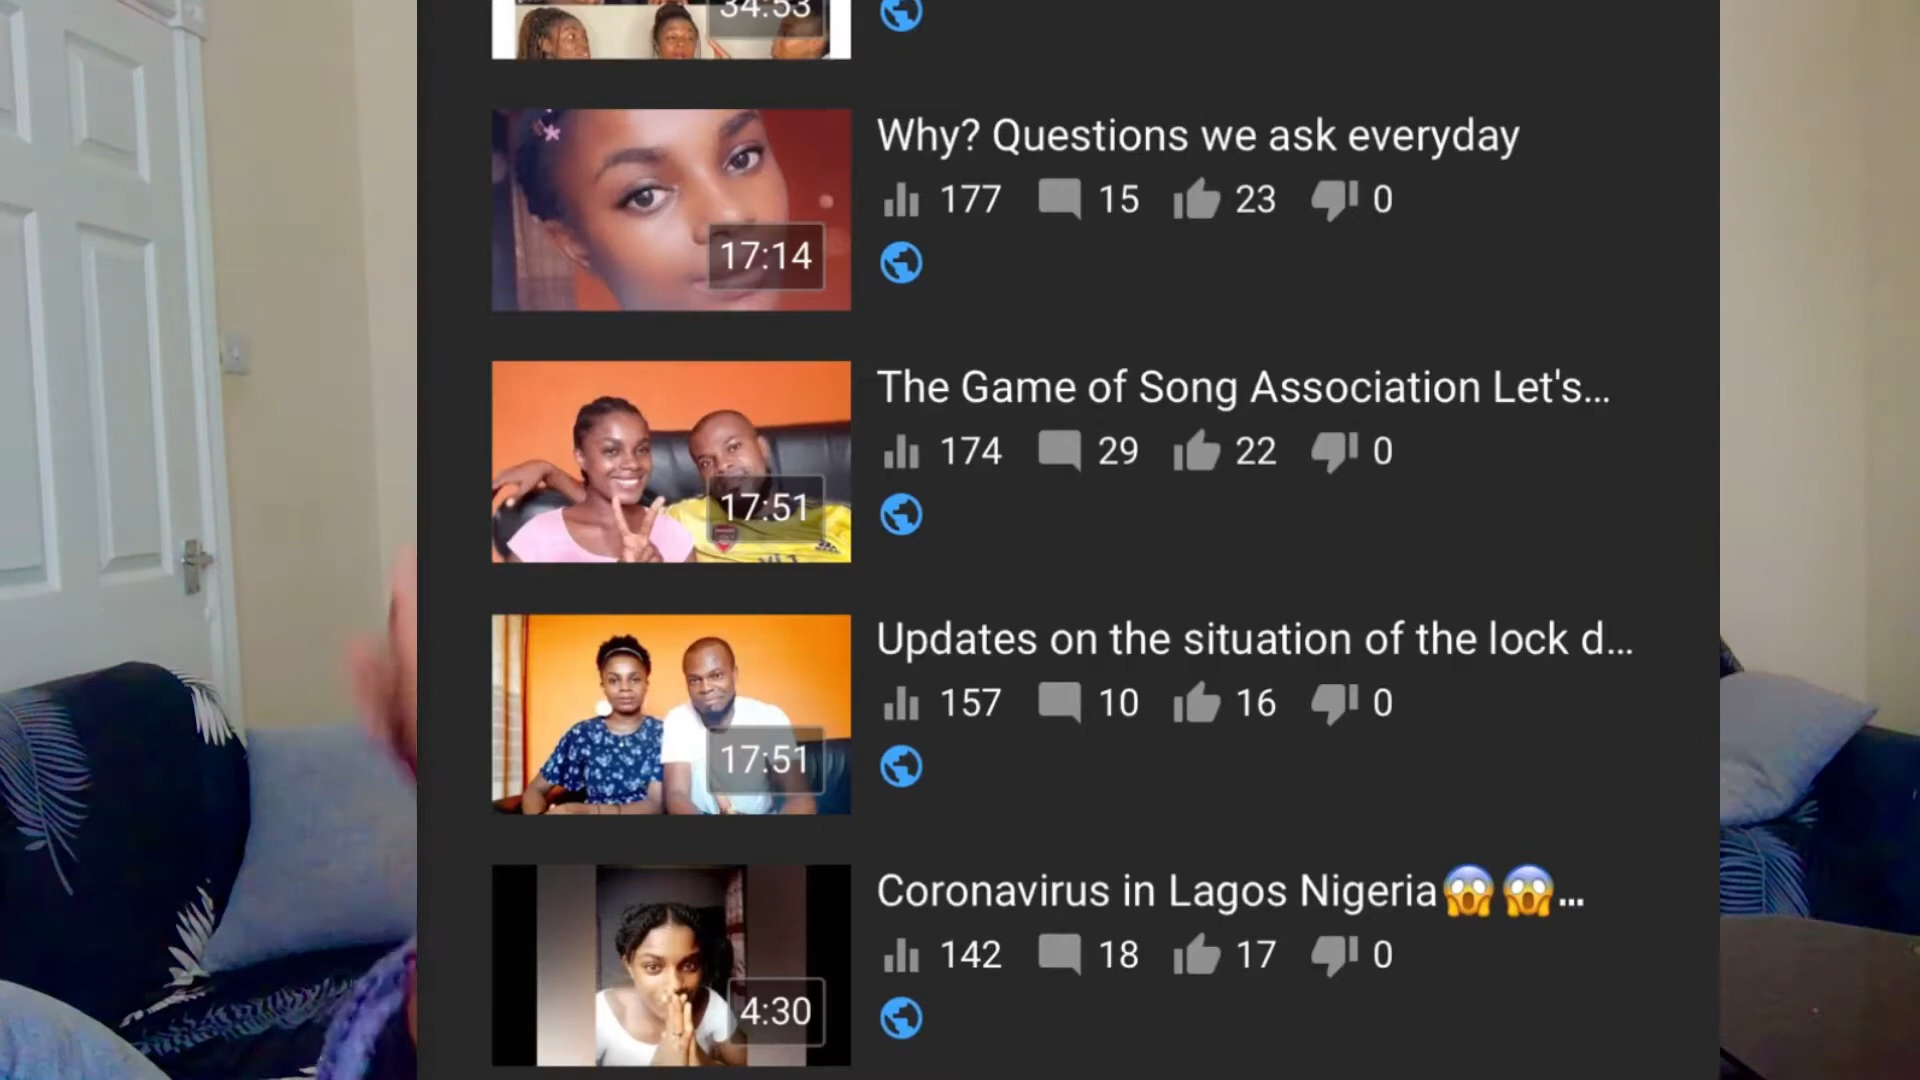 34:53
Why? Questions we ask everyday
177 15 23 0
17:14
The Game of Song Association Let's...
174 29 22 0
17:51
Updates on the situation of the lock d...
157 10 16 0
17:51
Coronavirus in Lagos Nigeria😱😱...
142 18 17 0
4:30